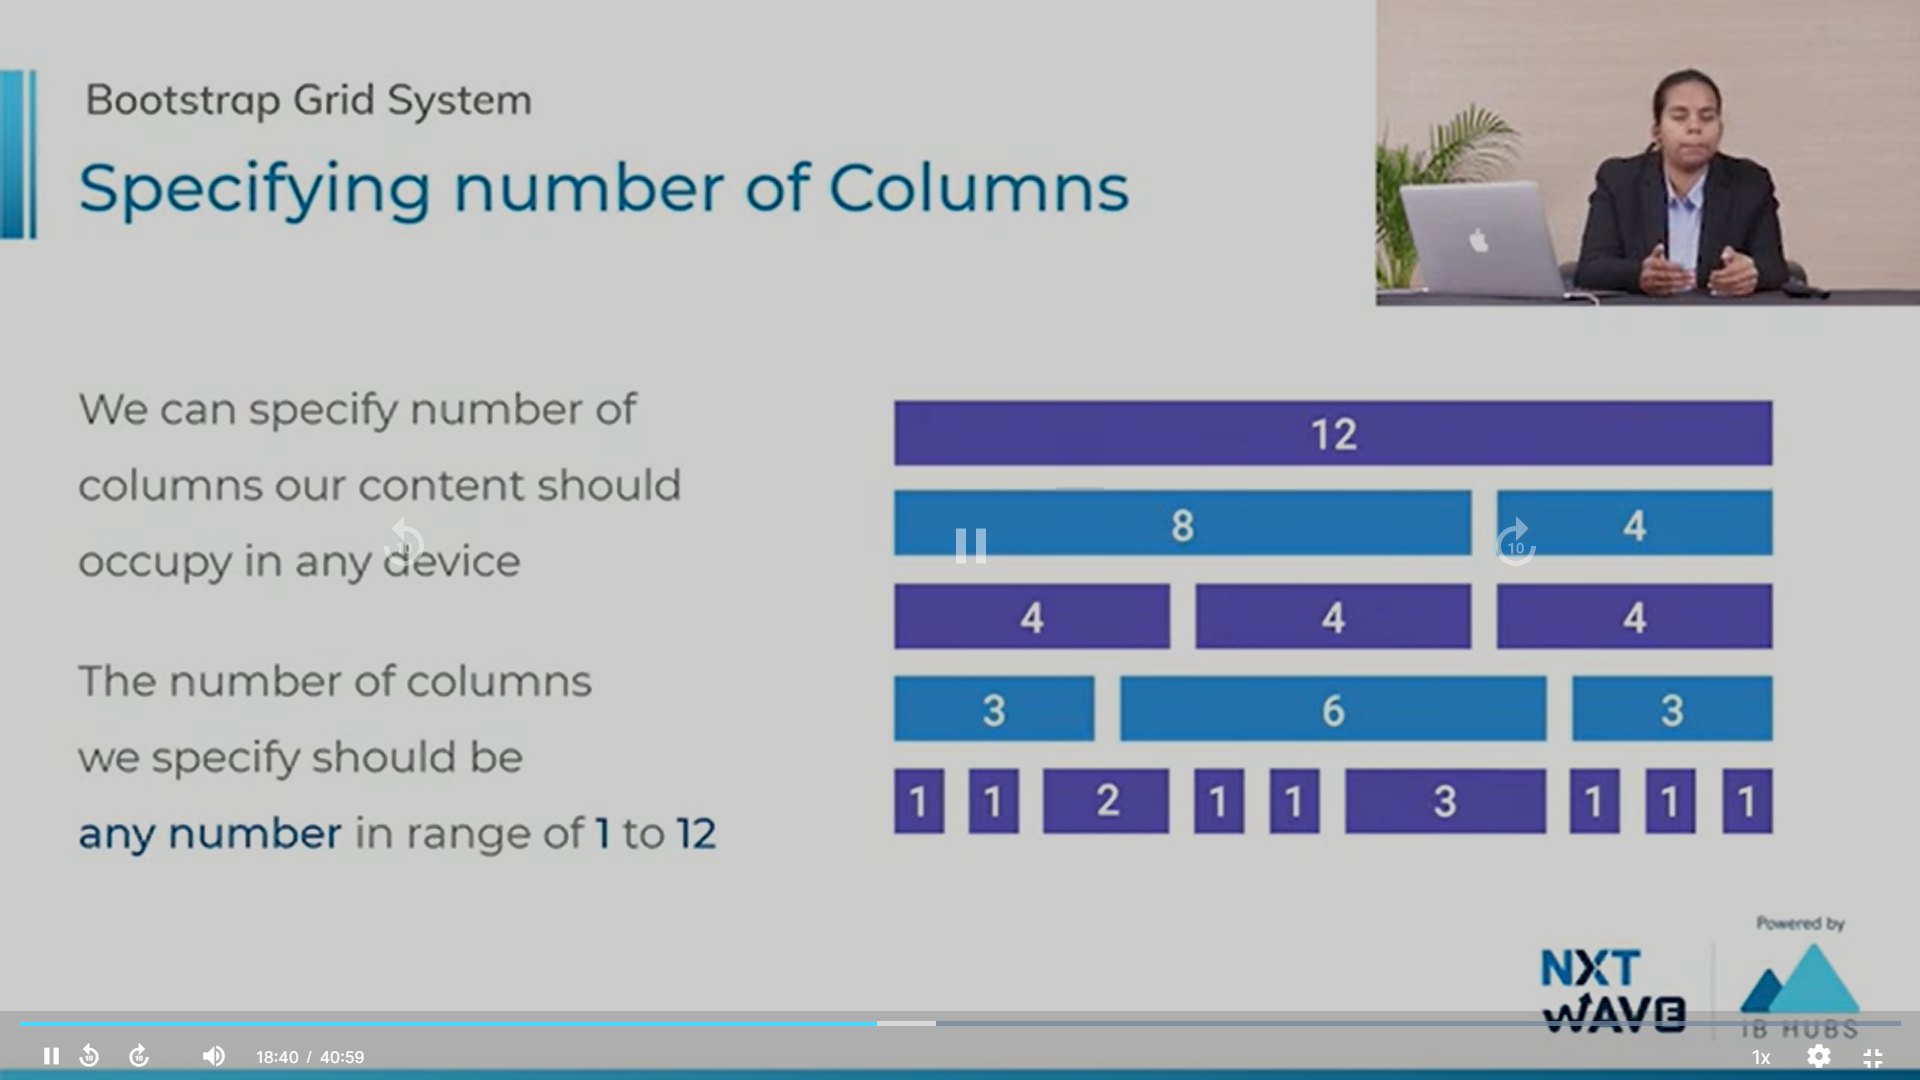 Bootstrap Grid System
Specifying number of Columns
We can specify number of
columns our content should
occupy in any device
The number of columns
we specify should be
any number in range of 1 to 12
12
8 4
4 4 4
3 6 3
1 1 2 1 1 3 1 1 1
10 10
Powered by
NXT
WAVE
iB HUBS
10 10 18:40 / 40:59 1x